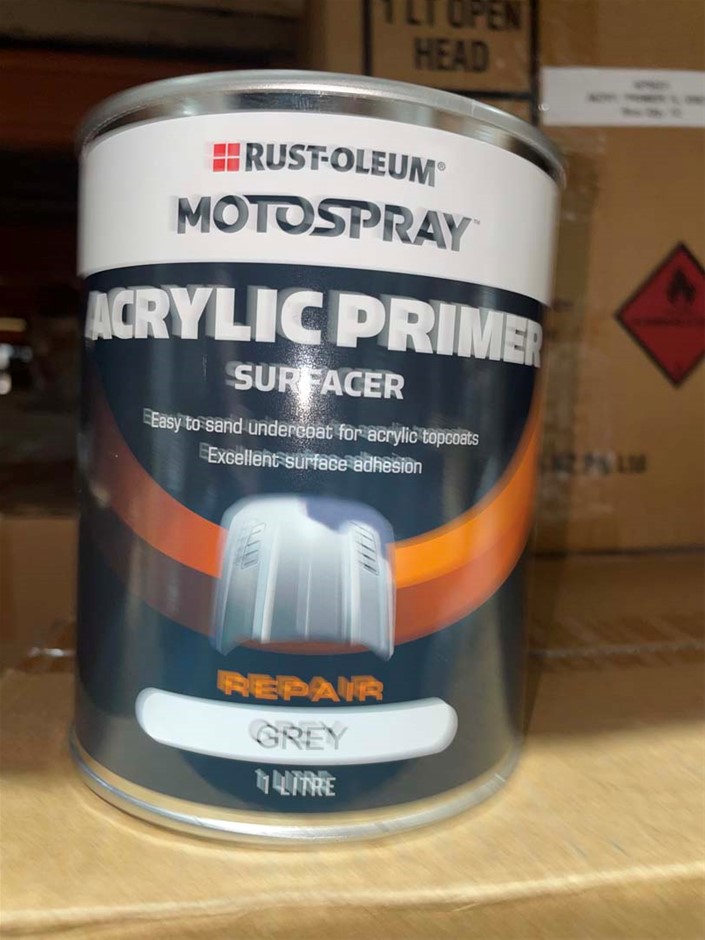 1 LT OPEN
HEAD
RUST-OLEUM®
MOTOSPRAY™
ACRYLIC PRIMER
SURFACER
Easy to sand undercoat for acrylic topcoats
Excellent surface adhesion
REPAIR
GREY
1 LITRE